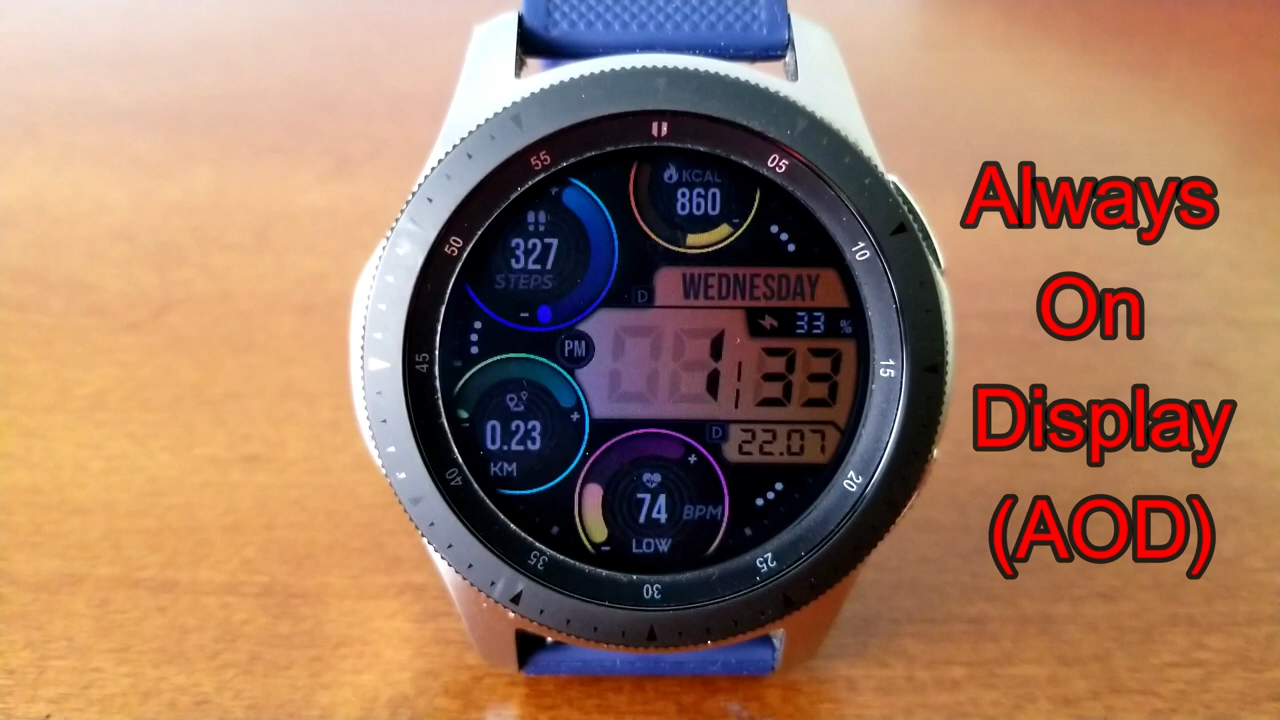 55
05
50
10
45
15
40
20
35
25
30
KCAL
860
327
STEPS
D WEDNESDAY
33 %
PM 1 33
0.23
KM
D 22.07
74 BPM
LOW
Always
On
Display
(AOD)